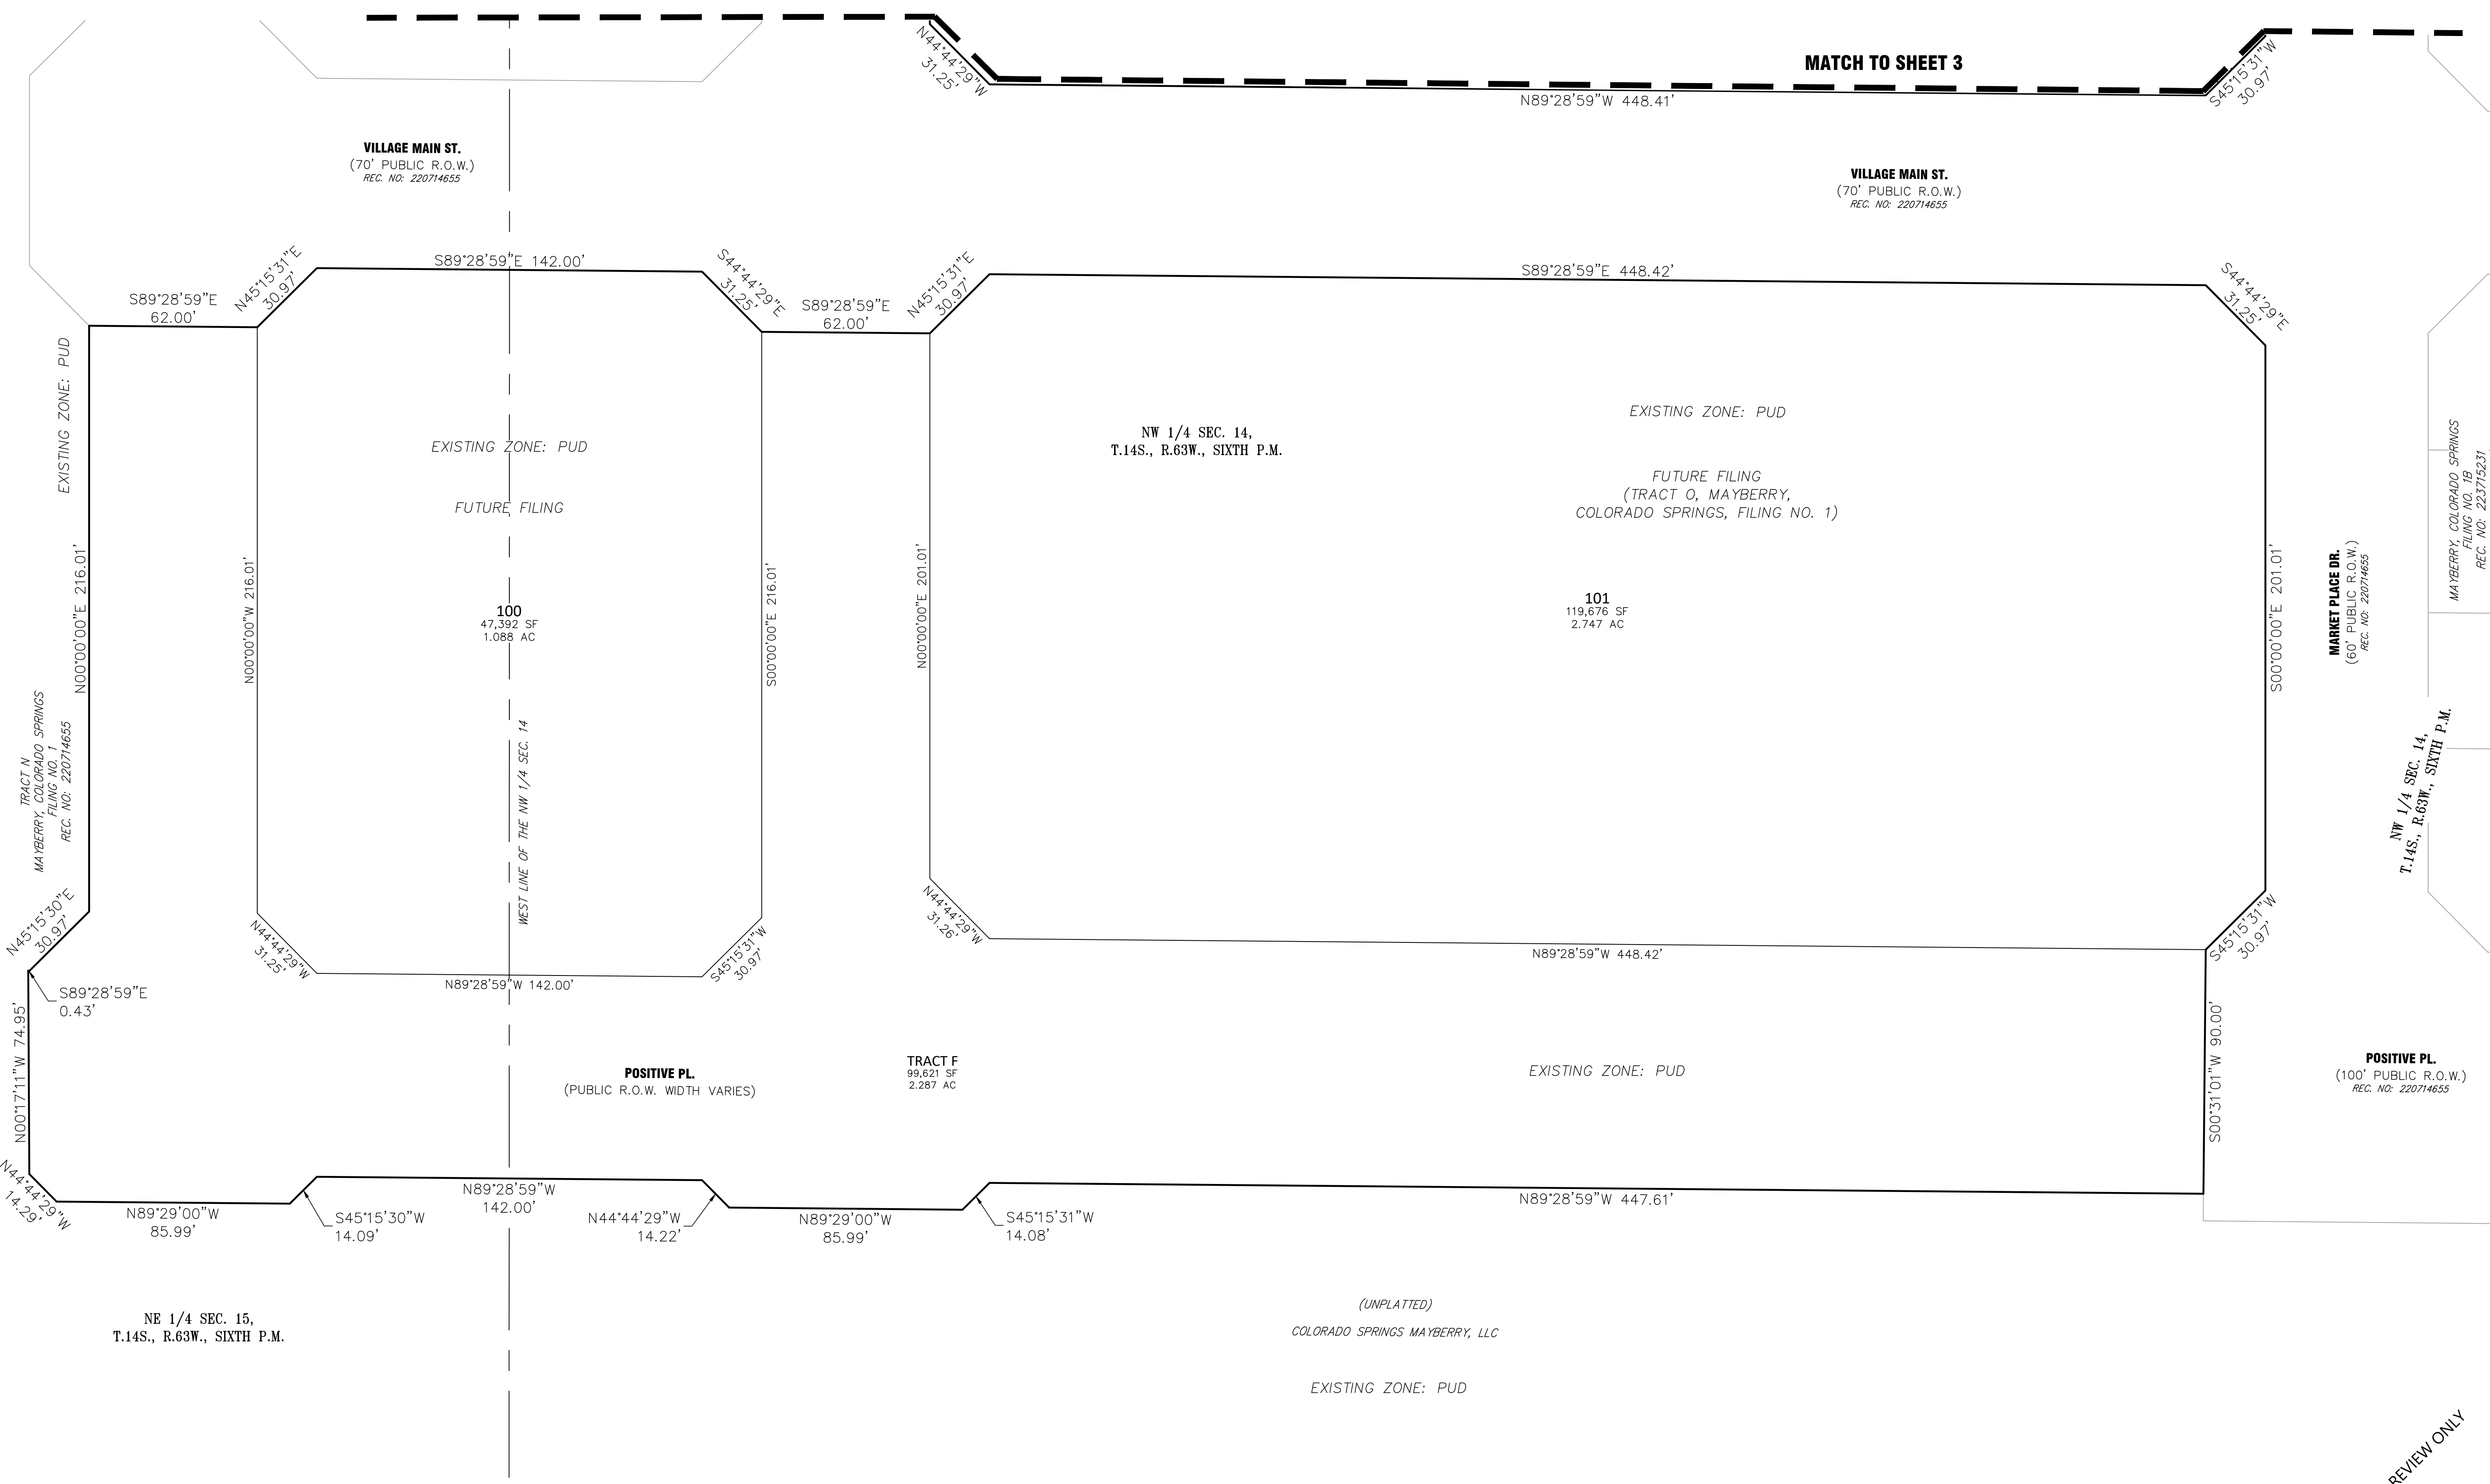 MATCH TO SHEET 3
N44°44'29"W
31.25'
N89°28'59"W 448.41'
S45°15'31"W
30.97'
VILLAGE MAIN ST.
(70' PUBLIC R.O.W.)
REC. NO: 220714655
VILLAGE MAIN ST.
(70' PUBLIC R.O.W.)
REC. NO: 220714655
S89°28'59"E
62.00'
N45°15'31"E
30.97'
S89°28'59"E 142.00'
S44°44'29"E
31.25'
S89°28'59"E
62.00'
N45°15'31"E
30.97'
S89°28'59"E 448.42'
S44°44'29"E
31.25'
EXISTING ZONE: PUD
N00°00'00"E 216.01'
TRACT N
MAYBERRY, COLORADO SPRINGS
FILING NO. 1
REC. NO: 220714655
N00°00'00"W 216.01'
EXISTING ZONE: PUD
FUTURE FILING
100
47,392 SF
1.088 AC
WEST LINE OF THE NW 1/4 SEC. 14
S00°00'00"E 216.01'
N00°00'00"E 201.01'
NW 1/4 SEC. 14,
T.14S., R.63W., SIXTH P.M.
EXISTING ZONE: PUD
FUTURE FILING
(TRACT O, MAYBERRY,
COLORADO SPRINGS, FILING NO. 1)
101
119,676 SF
2.747 AC
S00°00'00"E 201.01'
MARKET PLACE DR.
(60' PUBLIC R.O.W.)
REC. NO: 220714655
MAYBERRY, COLORADO SPRINGS
FILING NO. 1B
REC. NO: 223715231
NW 1/4 SEC. 14,
T.14S., R.63W., SIXTH P.M.
N45°15'30"E
30.97'
S89°28'59"E
0.43'
N44°44'29"W
31.25'
N89°28'59"W 142.00'
S45°15'31"W
30.97'
N44°44'29"W
31.26'
N89°28'59"W 448.42'
S45°15'31"W
30.97'
N00°17'11"W 74.95'
POSITIVE PL.
(PUBLIC R.O.W. WIDTH VARIES)
TRACT F
99,621 SF
2.287 AC
EXISTING ZONE: PUD
S00°31'01"W 90.00'
POSITIVE PL.
(100' PUBLIC R.O.W.)
REC. NO: 220714655
N44°44'29"W
14.29'
N89°29'00"W
85.99'
S45°15'30"W
14.09'
N89°28'59"W
142.00'
N44°44'29"W
14.22'
N89°29'00"W
85.99'
S45°15'31"W
14.08'
N89°28'59"W 447.61'
NE 1/4 SEC. 15,
T.14S., R.63W., SIXTH P.M.
(UNPLATTED)
COLORADO SPRINGS MAYBERRY, LLC
EXISTING ZONE: PUD
REVIEW ONLY